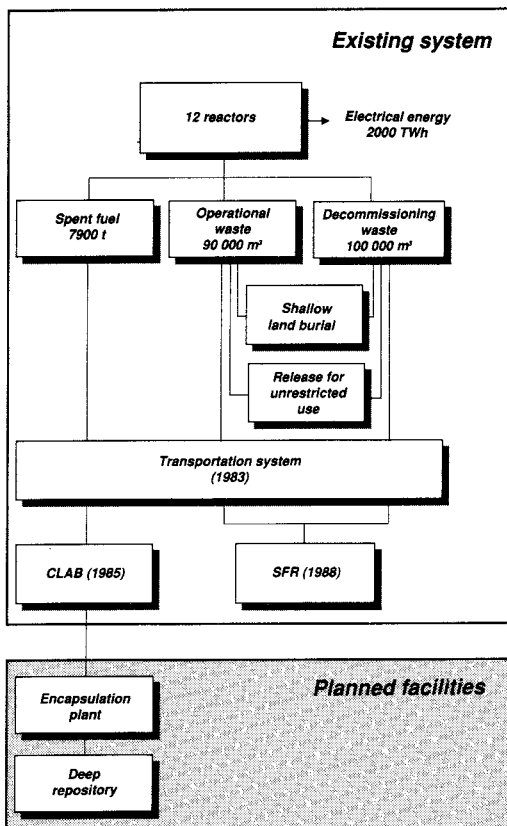 Existing system
12 reactors
Electrical energy
2000 TWh
Spent fuel
7900 t
Operational
waste
90 000 m³
Decommissioning
waste
100 000 m³
Shallow
land burial
Release for
unrestricted
use
Transportation system
(1983)
CLAB (1985)
SFR (1988)
Planned facilities
Encapsulation
plant
Deep
repository